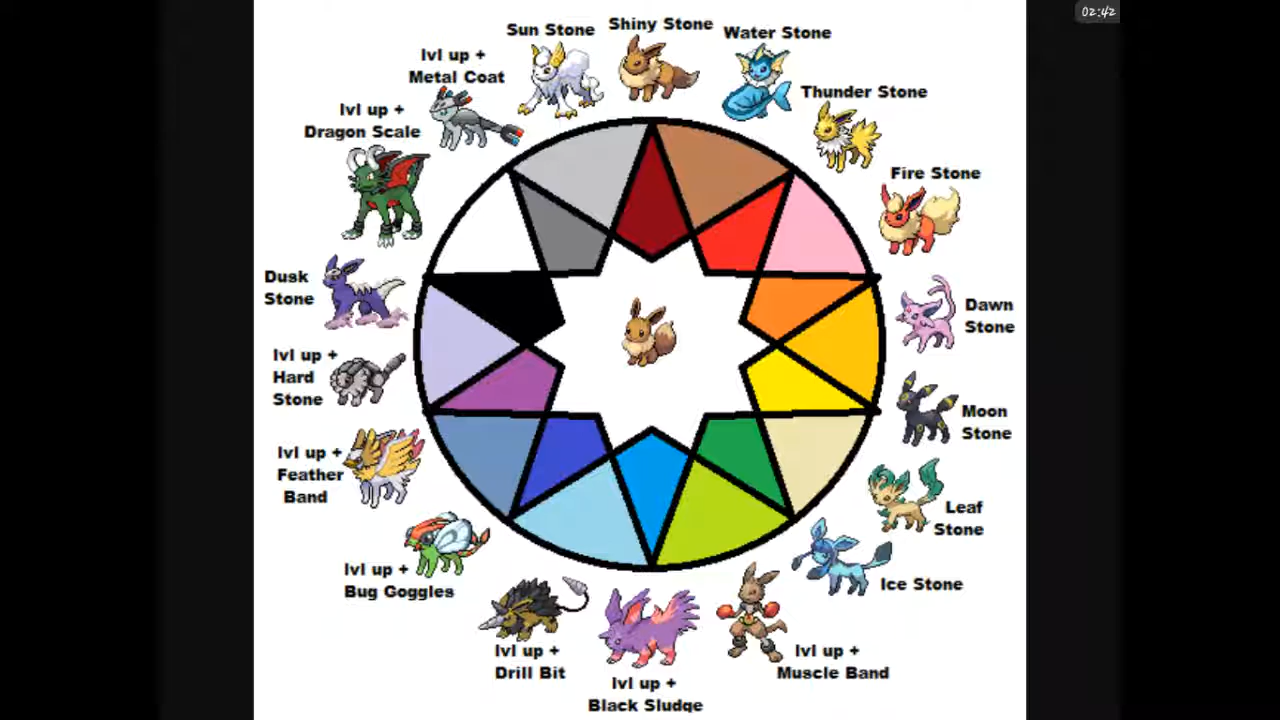 02:42
Sun Stone
Shiny Stone
Water Stone
lvl up +
Metal Coat
Thunder Stone
lvl up +
Dragon Scale
Fire Stone
Dusk
Stone
Dawn
Stone
lvl up +
Hard
Stone
Moon
Stone
lvl up +
Feather
Band
Leaf
Stone
lvl up +
Bug Goggles
Ice Stone
lvl up +
Drill Bit
lvl up +
Muscle Band
lvl up +
Black Sludge